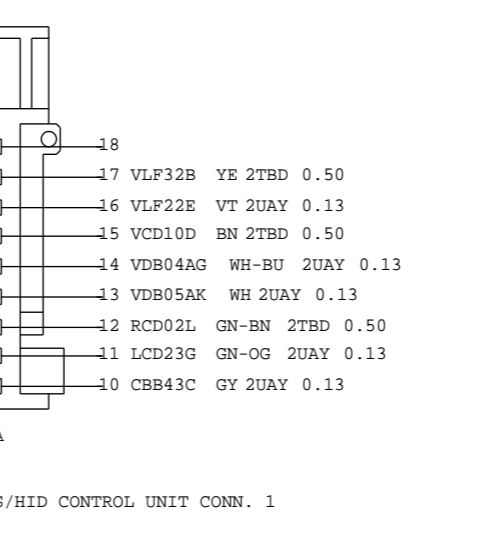 18
17 VLF32B YE 2TBD 0.50
16 VLF22E VT 2UAY 0.13
15 VCD10D BN 2TBD 0.50
14 VDB04AG WH-BU 2UAY 0.13
13 VDB05AK WH 2UAY 0.13
12 RCD02L GN-BN 2TBD 0.50
11 LCD23G GN-OG 2UAY 0.13
10 CBB43C GY 2UAY 0.13
A
S/HID CONTROL UNIT CONN. 1